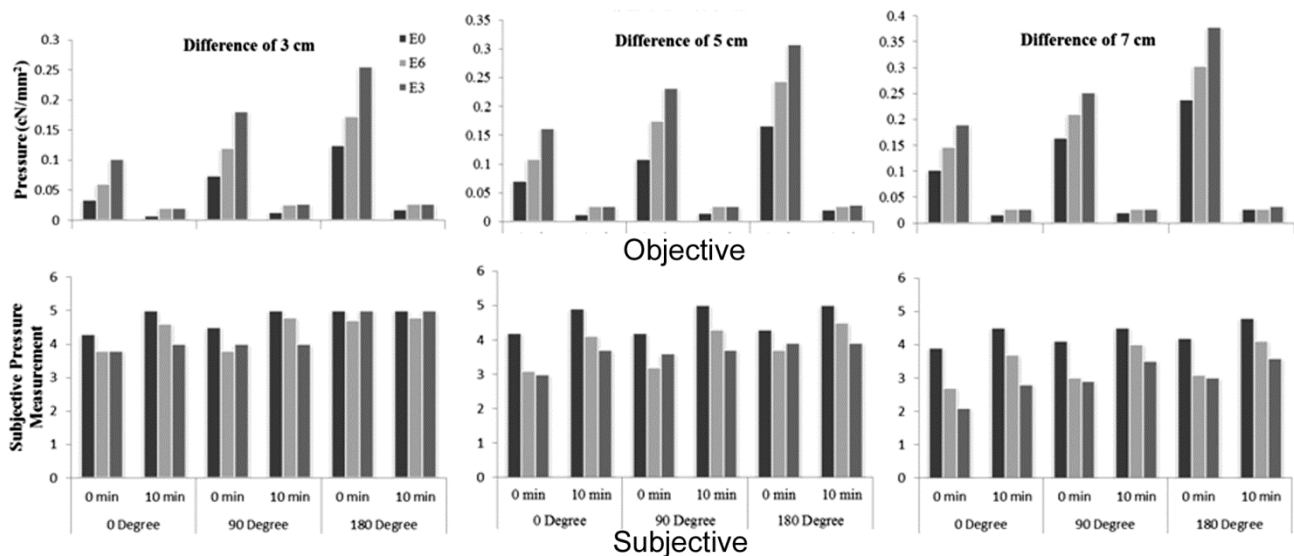 Difference of 3 cm
E0
E6
E3
Pressure (cN/mm²)
0.3
0.25
0.2
0.15
0.1
0.05
0
Difference of 5 cm
0.35
0.3
0.25
0.2
0.15
0.1
0.05
0
Difference of 7 cm
0.4
0.35
0.3
0.25
0.2
0.15
0.1
0.05
0
Objective
Subjective Pressure
Measurement
6
5
4
3
2
1
0
0 min 10 min 0 min 10 min 0 min 10 min
0 Degree 90 Degree 180 Degree
6
5
4
3
2
1
0
0 min 10 min 0 min 10 min 0 min 10 min
0 Degree 90 Degree 180 Degree
6
5
4
3
2
1
0
0 min 10 min 0 min 10 min 0 min 10 min
0 Degree 90 Degree 180 Degree
Subjective